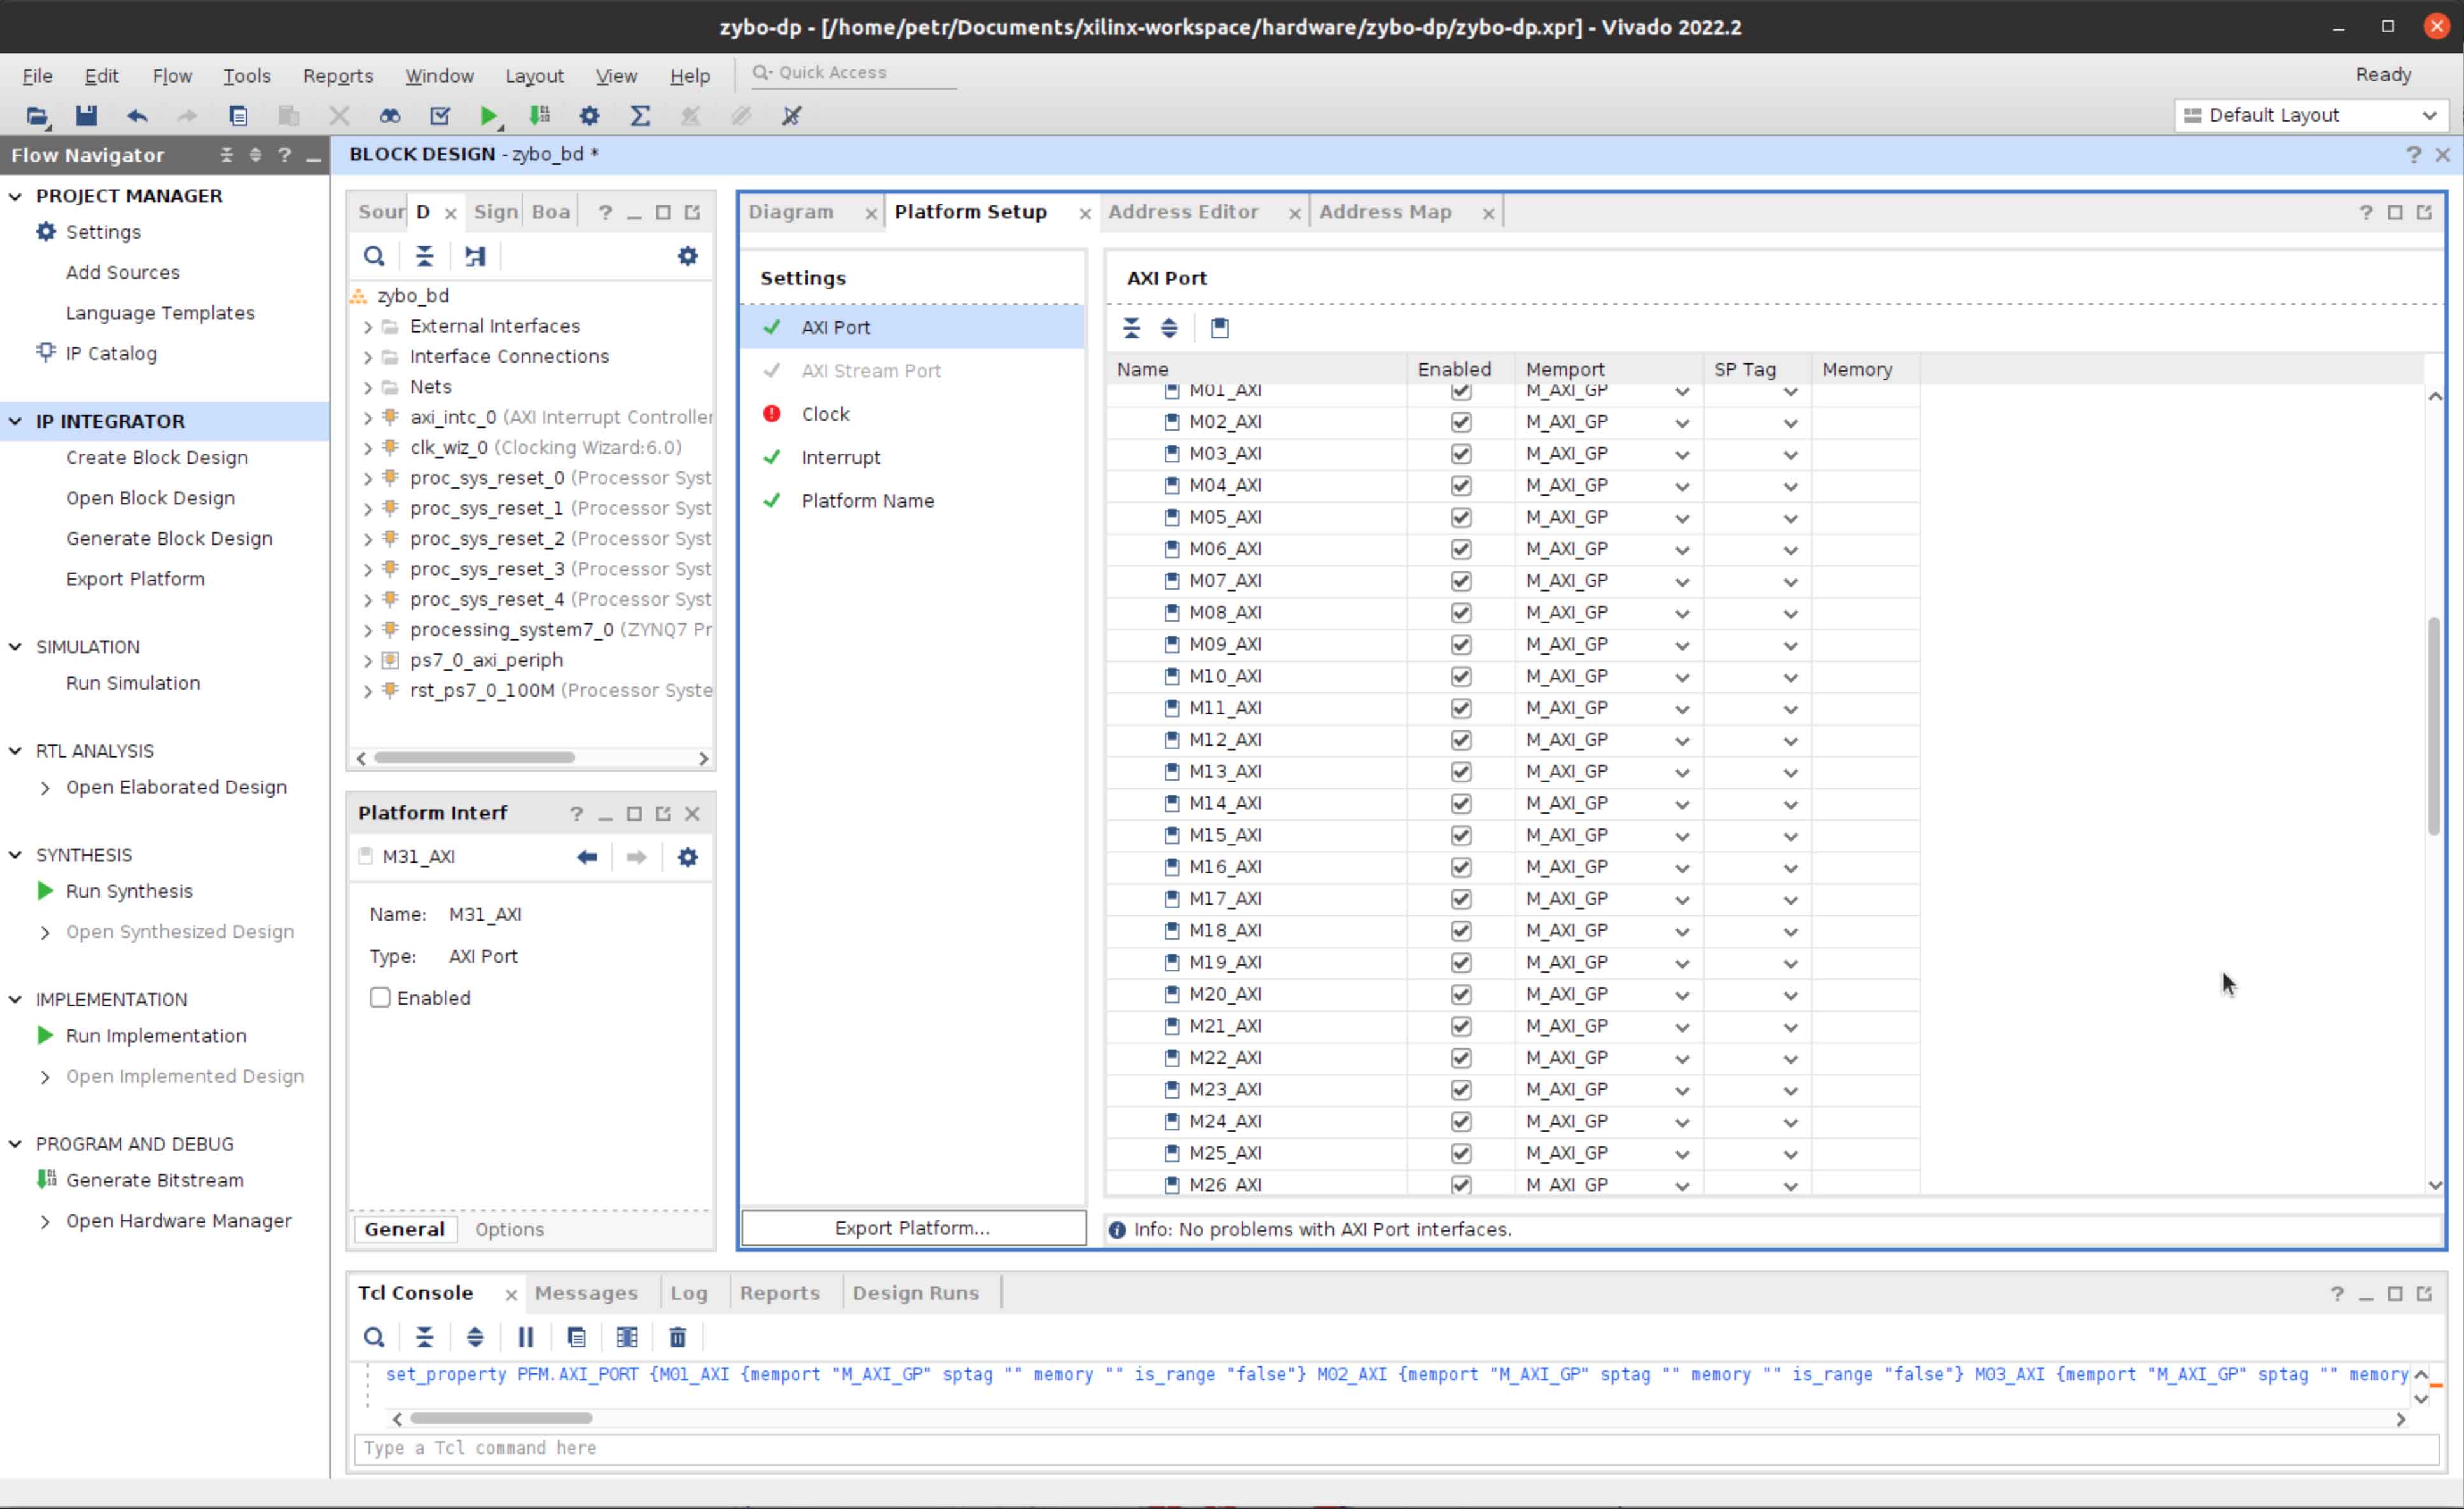 zybo-dp - [/home/petr/Documents/xilinx-workspace/hardware/zybo-dp/zybo-dp.xpr] - Vivado 2022.2
File Edit Flow Tools Reports Window Layout View Help Quick Access Ready
Default Layout
Flow Navigator
PROJECT MANAGER
Settings
Add Sources
Language Templates
IP Catalog
IP INTEGRATOR
Create Block Design
Open Block Design
Generate Block Design
Export Platform
SIMULATION
Run Simulation
RTL ANALYSIS
Open Elaborated Design
SYNTHESIS
Run Synthesis
Open Synthesized Design
IMPLEMENTATION
Run Implementation
Open Implemented Design
PROGRAM AND DEBUG
Generate Bitstream
Open Hardware Manager
BLOCK DESIGN - zybo_bd *
Sour D Sign Boa
zybo_bd
External Interfaces
Interface Connections
Nets
axi_intc_0 (AXI Interrupt Controller
clk_wiz_0 (Clocking Wizard:6.0)
proc_sys_reset_0 (Processor Syst
proc_sys_reset_1 (Processor Syst
proc_sys_reset_2 (Processor Syst
proc_sys_reset_3 (Processor Syst
proc_sys_reset_4 (Processor Syst
processing_system7_0 (ZYNQ7 Pr
ps7_0_axi_periph
rst_ps7_0_100M (Processor Syste
Platform Interf
M31_AXI
Name: M31_AXI
Type: AXI Port
Enabled
General Options
Diagram Platform Setup Address Editor Address Map
Settings
AXI Port
AXI Stream Port
Clock
Interrupt
Platform Name
Export Platform...
AXI Port
Name Enabled Memport SP Tag Memory
M01_AXI M_AXI_GP
M02_AXI M_AXI_GP
M03_AXI M_AXI_GP
M04_AXI M_AXI_GP
M05_AXI M_AXI_GP
M06_AXI M_AXI_GP
M07_AXI M_AXI_GP
M08_AXI M_AXI_GP
M09_AXI M_AXI_GP
M10_AXI M_AXI_GP
M11_AXI M_AXI_GP
M12_AXI M_AXI_GP
M13_AXI M_AXI_GP
M14_AXI M_AXI_GP
M15_AXI M_AXI_GP
M16_AXI M_AXI_GP
M17_AXI M_AXI_GP
M18_AXI M_AXI_GP
M19_AXI M_AXI_GP
M20_AXI M_AXI_GP
M21_AXI M_AXI_GP
M22_AXI M_AXI_GP
M23_AXI M_AXI_GP
M24_AXI M_AXI_GP
M25_AXI M_AXI_GP
M26_AXI M_AXI_GP
Info: No problems with AXI Port interfaces.
Tcl Console Messages Log Reports Design Runs
set_property PFM.AXI_PORT {M01_AXI {memport "M_AXI_GP" sptag "" memory "" is_range "false"} M02_AXI {memport "M_AXI_GP" sptag "" memory "" is_range "false"} M03_AXI {memport "M_AXI_GP" sptag "" memory
Type a Tcl command here